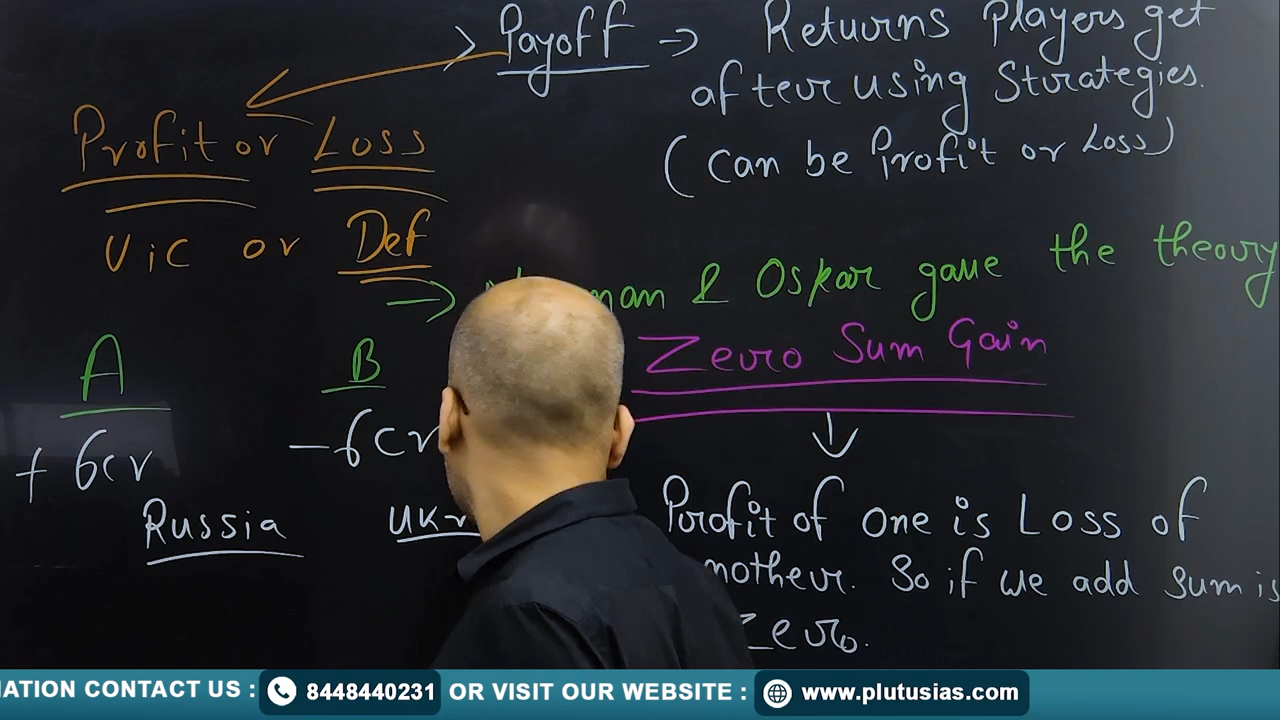 > Payoff -> Returns Players get
after using Strategies.
(Can be Profit or Loss)
Profit or Loss
Vic or Def
-> man & Oskar gave the theory
Zero Sum Gain
A B
+ 6cr - 6cr
Russia UKr
Profit of One is Loss of
nother. So if we add Sum is
Zero.
MATION CONTACT US : 8448440231 OR VISIT OUR WEBSITE : www.plutusias.com